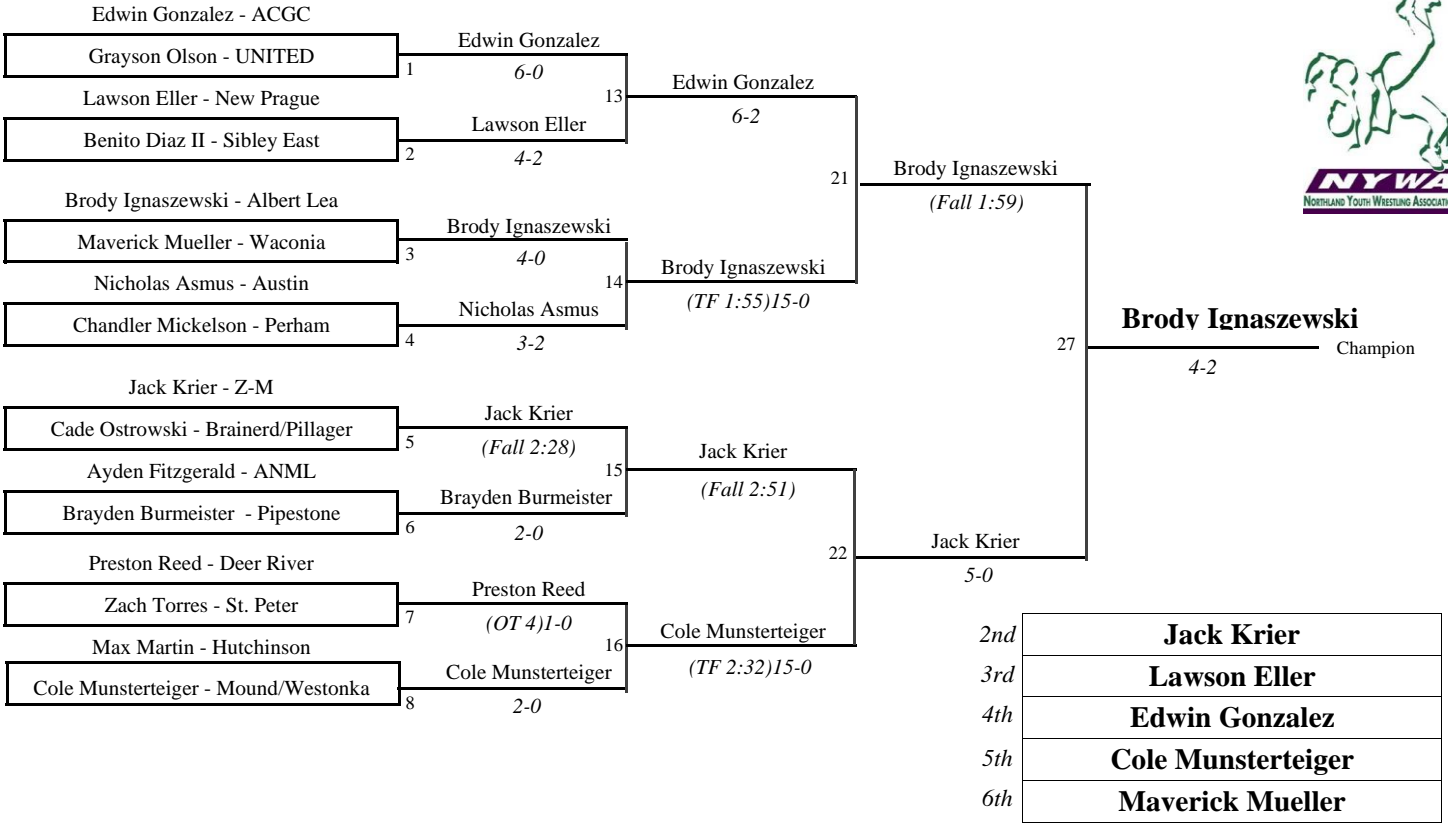 Edwin Gonzalez - ACGC
Grayson Olson - UNITED
1
Lawson Eller - New Prague
Benito Diaz II - Sibley East
2
Brody Ignaszewski - Albert Lea
Maverick Mueller - Waconia
3
Nicholas Asmus - Austin
Chandler Mickelson - Perham
4
Jack Krier - Z-M
Cade Ostrowski - Brainerd/Pillager
5
Ayden Fitzgerald - ANML
Brayden Burmeister - Pipestone
6
Preston Reed - Deer River
Zach Torres - St. Peter
7
Max Martin - Hutchinson
Cole Munsterteiger - Mound/Westonka
8
Edwin Gonzalez
6-0
13
Lawson Eller
4-2
Brody Ignaszewski
4-0
14
Nicholas Asmus
3-2
Jack Krier
(Fall 2:28)
15
Brayden Burmeister
2-0
Preston Reed
(OT 4)1-0
16
Cole Munsterteiger
2-0
Edwin Gonzalez
6-2
21
Brody Ignaszewski
(TF 1:55)15-0
Jack Krier
(Fall 2:51)
22
Cole Munsterteiger
(TF 2:32)15-0
Brody Ignaszewski
(Fall 1:59)
27
Jack Krier
5-0
Brody Ignaszewski
Champion
4-2
NYWA
NORTHLAND YOUTH WRESTLING
2nd Jack Krier
3rd Lawson Eller
4th Edwin Gonzalez
5th Cole Munsterteiger
6th Maverick Mueller